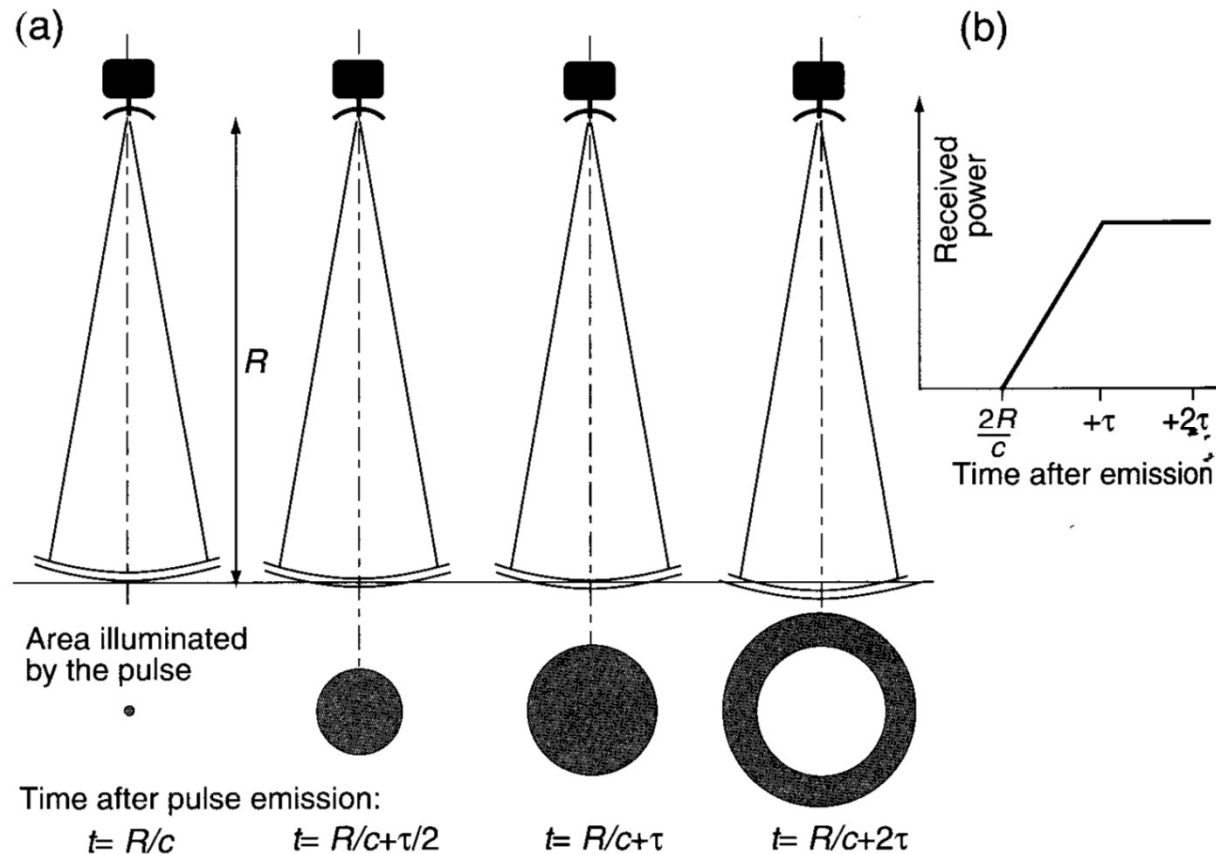 (a)
R
Area illuminated
by the pulse
Time after pulse emission:
t= R/c
t= R/c+τ/2
t= R/c+τ
t= R/c+2τ
(b)
Received
power
2R
c
+τ
+2τ
Time after emission